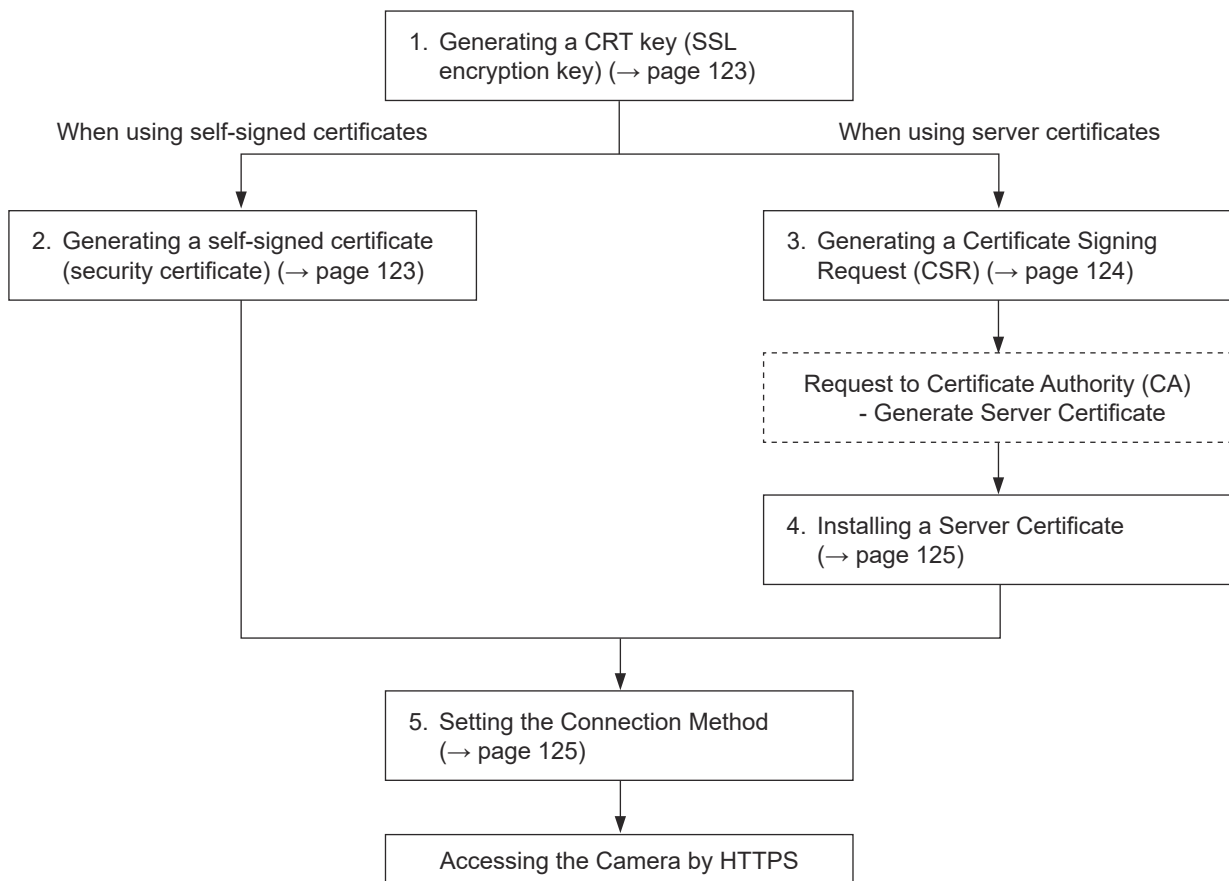 1. Generating a CRT key (SSL
encryption key) (→ page 123)
When using self-signed certificates
When using server certificates
2. Generating a self-signed certificate
(security certificate) (→ page 123)
3. Generating a Certificate Signing
Request (CSR) (→ page 124)
Request to Certificate Authority (CA)
- Generate Server Certificate
4. Installing a Server Certificate
(→ page 125)
5. Setting the Connection Method
(→ page 125)
Accessing the Camera by HTTPS